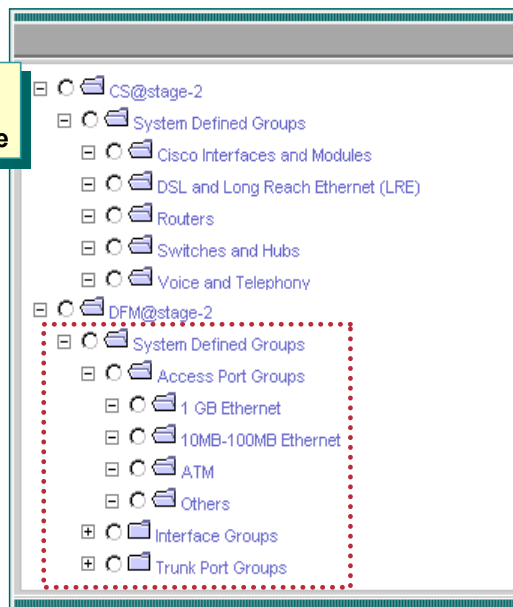 e
CS@stage-2
System Defined Groups
Cisco Interfaces and Modules
DSL and Long Reach Ethernet (LRE)
Routers
Switches and Hubs
Voice and Telephony
DFM@stage-2
System Defined Groups
Access Port Groups
1 GB Ethernet
10MB-100MB Ethernet
ATM
Others
Interface Groups
Trunk Port Groups